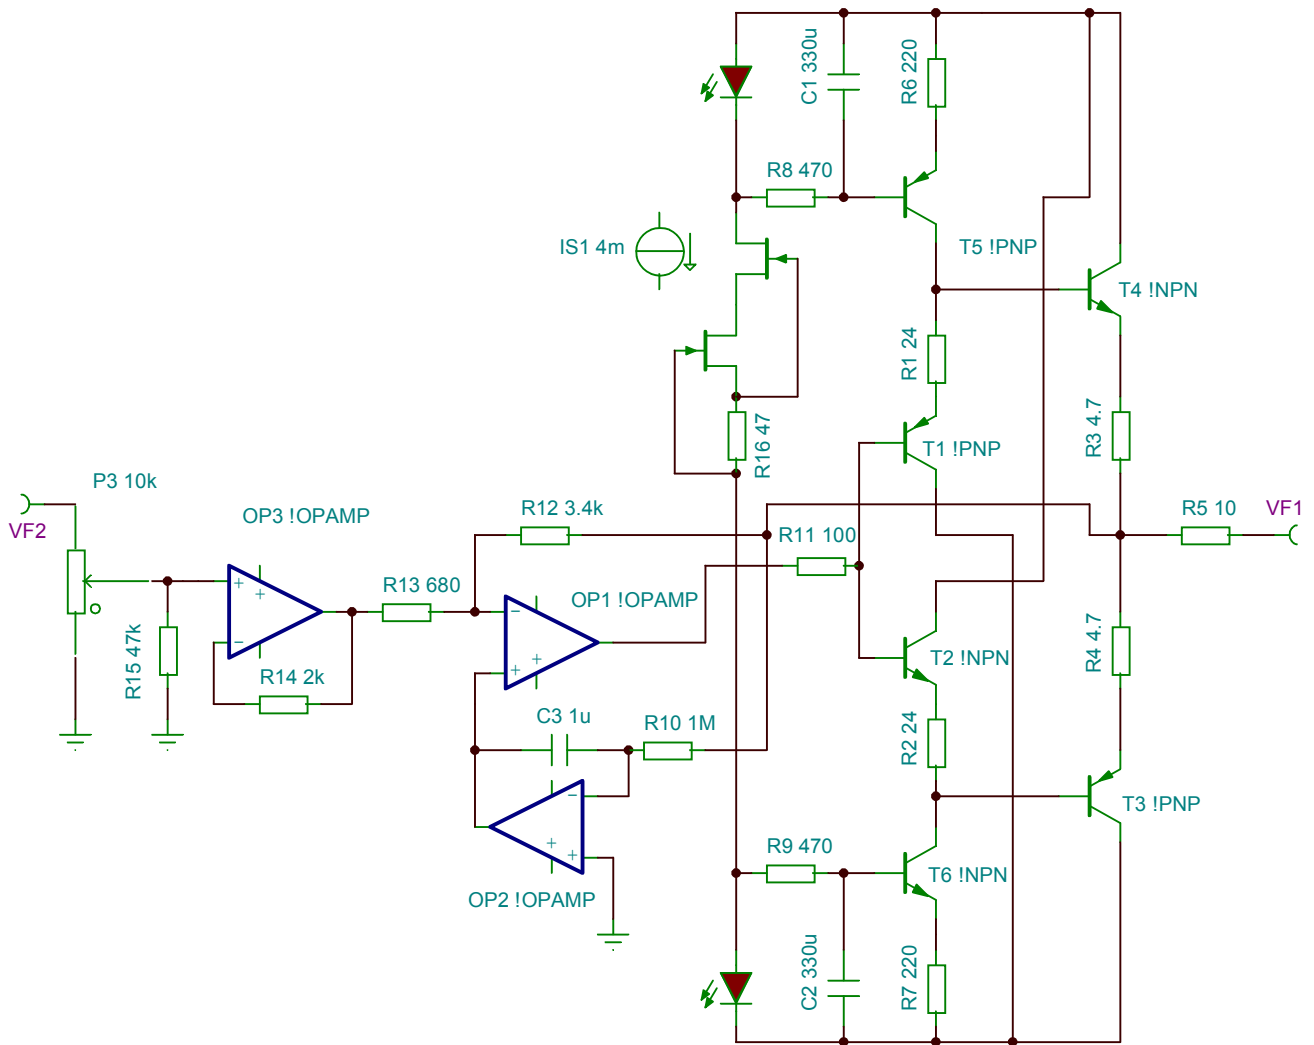 C1 330u
R6 220
R8 470
IS1 4m
T5 !PNP
T4 !NPN
R1 24
R16 47
T1 !PNP
R3 4.7
P3 10k
VF2
OP3 !OPAMP
R12 3.4k
R11 100
R5 10
VF1
R13 680
OP1 !OPAMP
R15 47k
R14 2k
T2 !NPN
R4 4.7
C3 1u
R10 1M
R2 24
T3 !PNP
R9 470
T6 !NPN
OP2 !OPAMP
C2 330u
R7 220